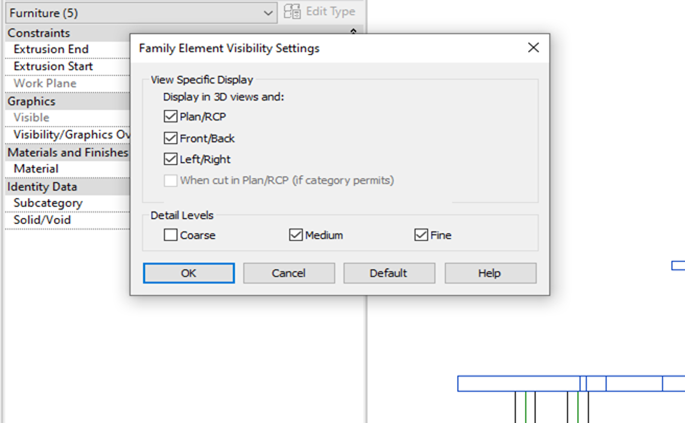 Furniture (5)
Edit Type
Constraints
Extrusion End
Extrusion Start
Work Plane
Graphics
Visible
Visibility/Graphics Ov
Materials and Finishes
Material
Identity Data
Subcategory
Solid/Void
Family Element Visibility Settings
View Specific Display
Display in 3D views and:
Plan/RCP
Front/Back
Left/Right
When cut in Plan/RCP (if category permits)
Detail Levels
Coarse Medium Fine
OK Cancel Default Help